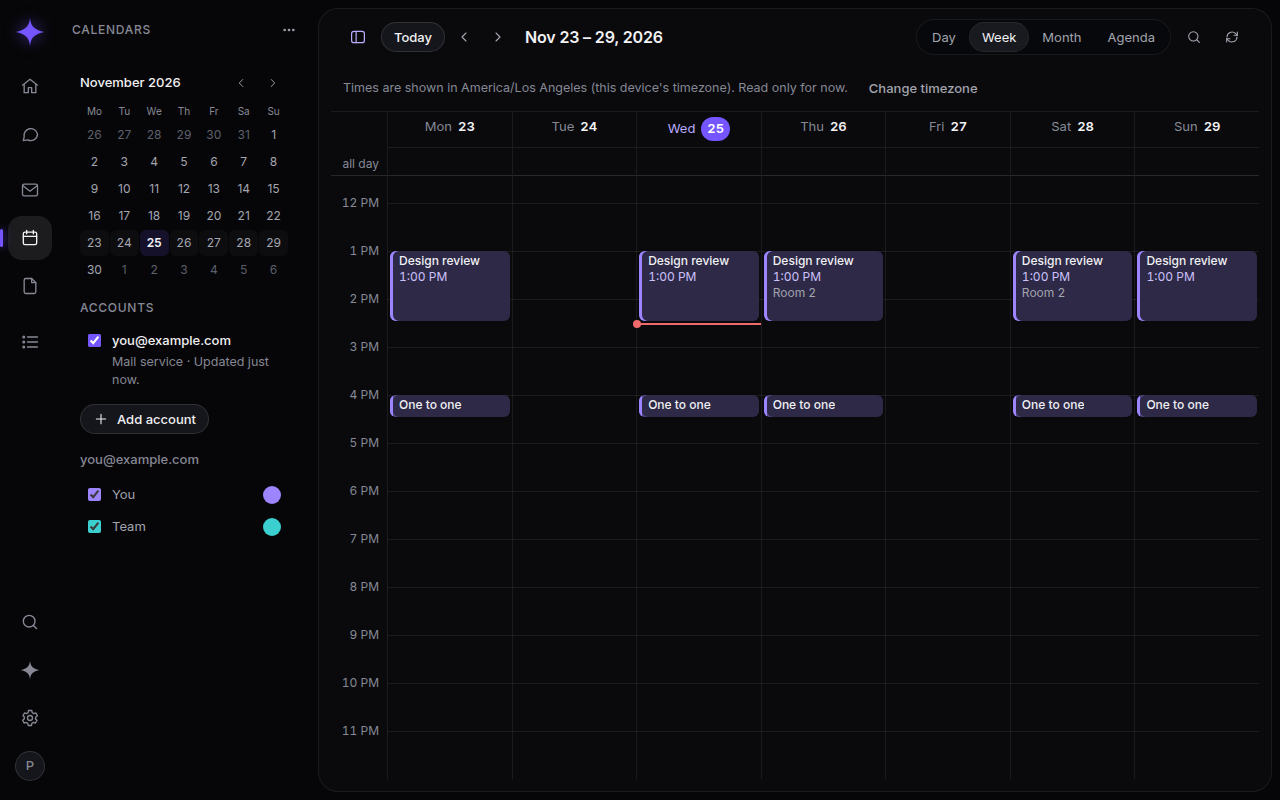 CALENDARS
November 2026
Mo Tu We Th Fr Sa Su
26 27 28 29 30 31 1
2 3 4 5 6 7 8
9 10 11 12 13 14 15
16 17 18 19 20 21 22
23 24 25 26 27 28 29
30 1 2 3 4 5 6
ACCOUNTS
you@example.com
Mail service · Updated just
now.
Add account
you@example.com
You
Team
P
Today
Nov 23 – 29, 2026
Day Week Month Agenda
Times are shown in America/Los Angeles (this device's timezone). Read only for now. Change timezone
Mon 23 Tue 24 Wed 25 Thu 26 Fri 27 Sat 28 Sun 29
all day
12 PM
1 PM
Design review Design review Design review Design review Design review
1:00 PM 1:00 PM 1:00 PM 1:00 PM 1:00 PM
Room 2 Room 2
2 PM
3 PM
4 PM
One to one One to one One to one One to one One to one
5 PM
6 PM
7 PM
8 PM
9 PM
10 PM
11 PM